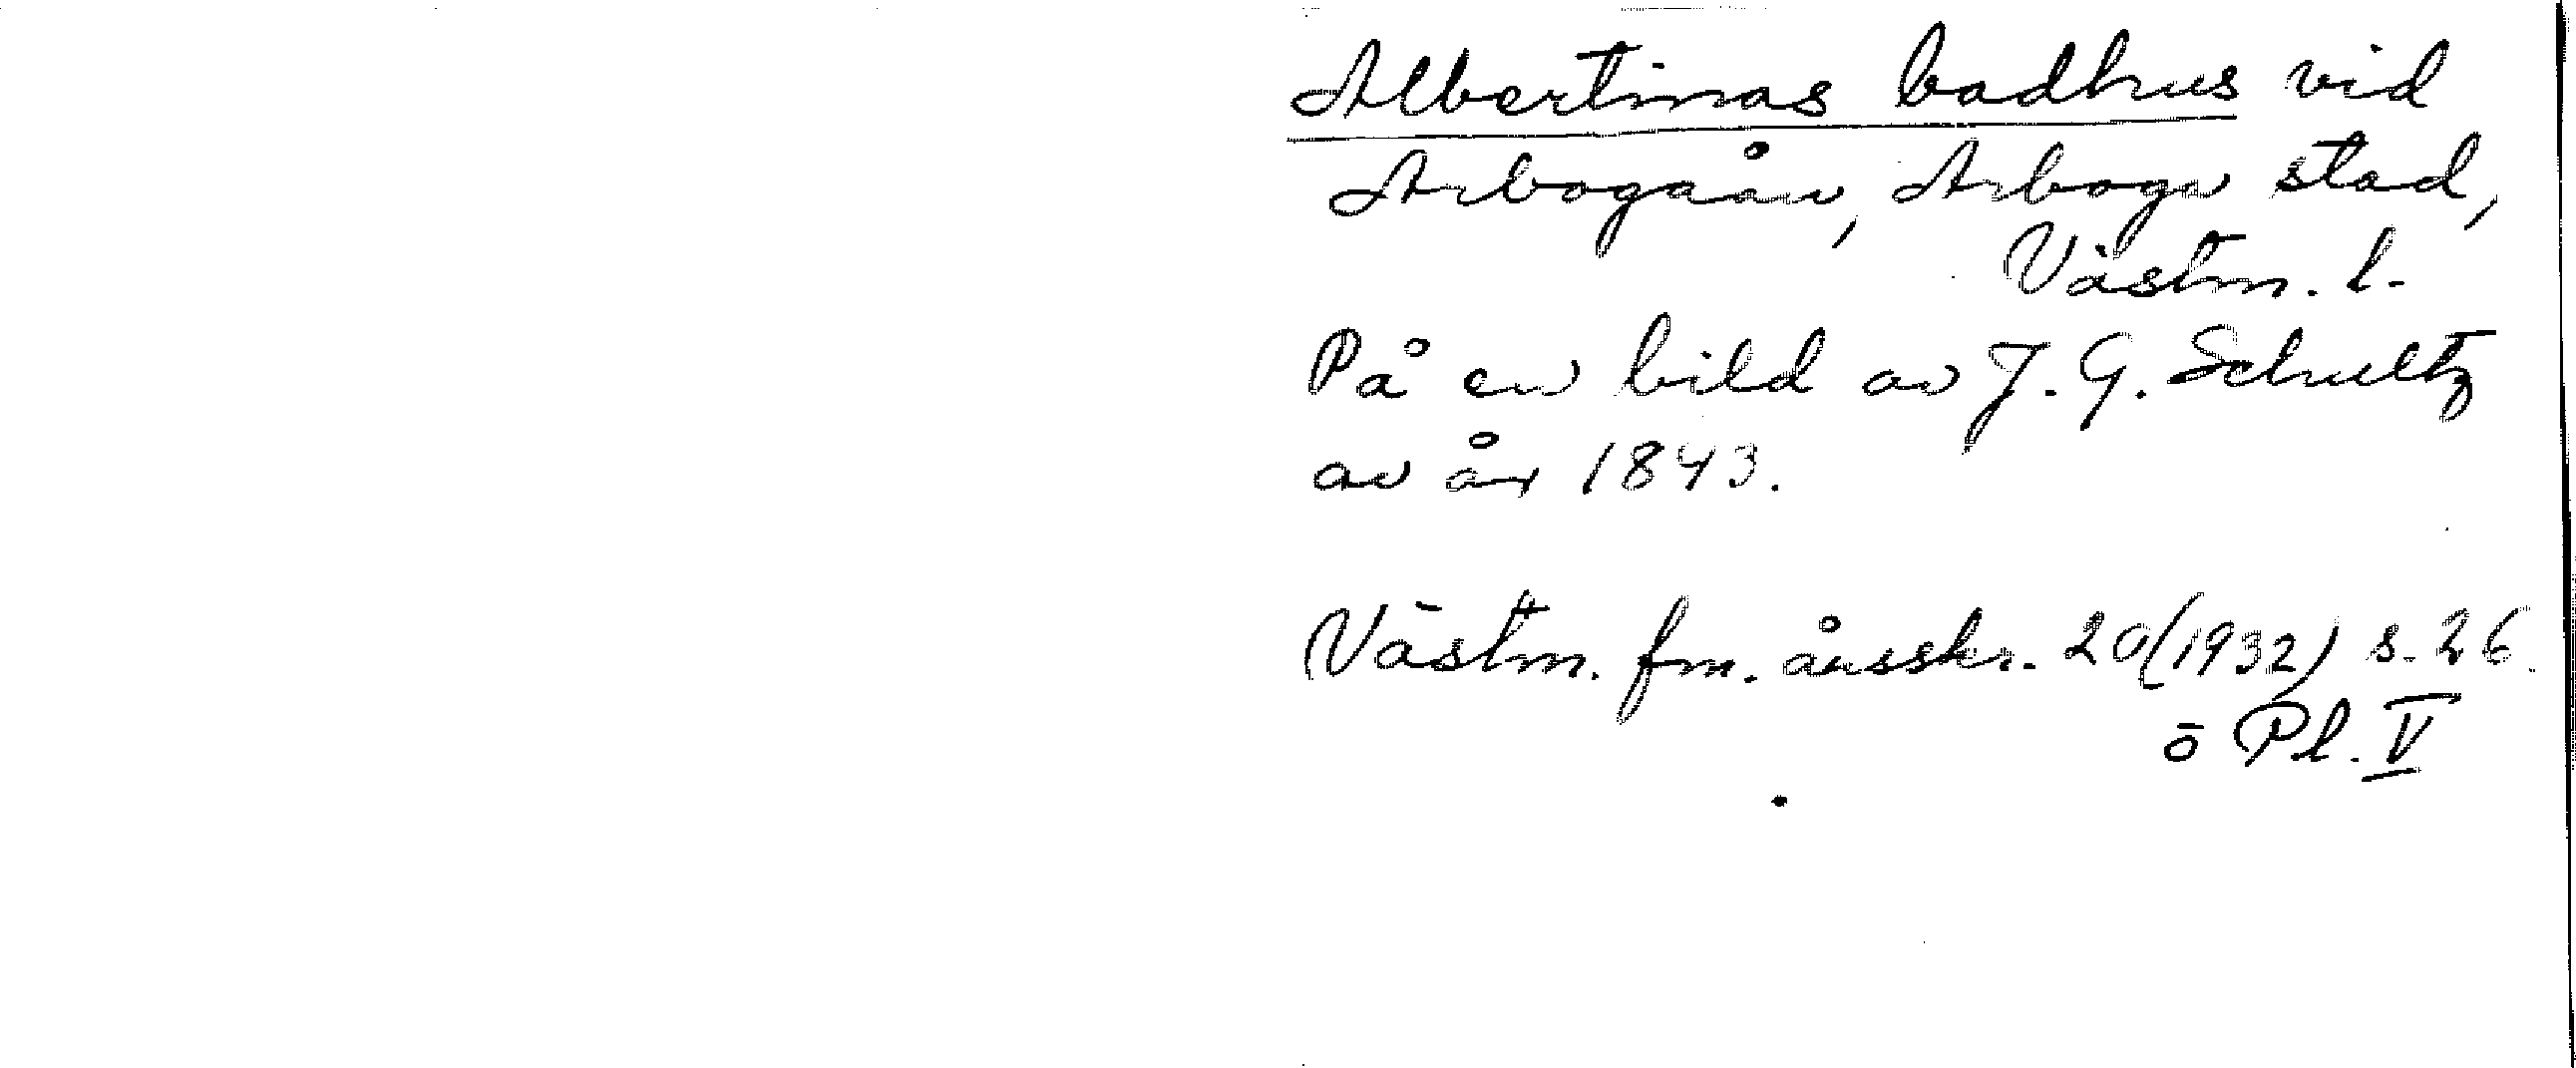 Albertinas badhus vid
Arbogaån, Arboga stad,
Västm. l.
På en bild av J. G. Schultz
av år 1843.
Västm. fm. årsskr. 20 (1932) s. 26.
o Pl. V